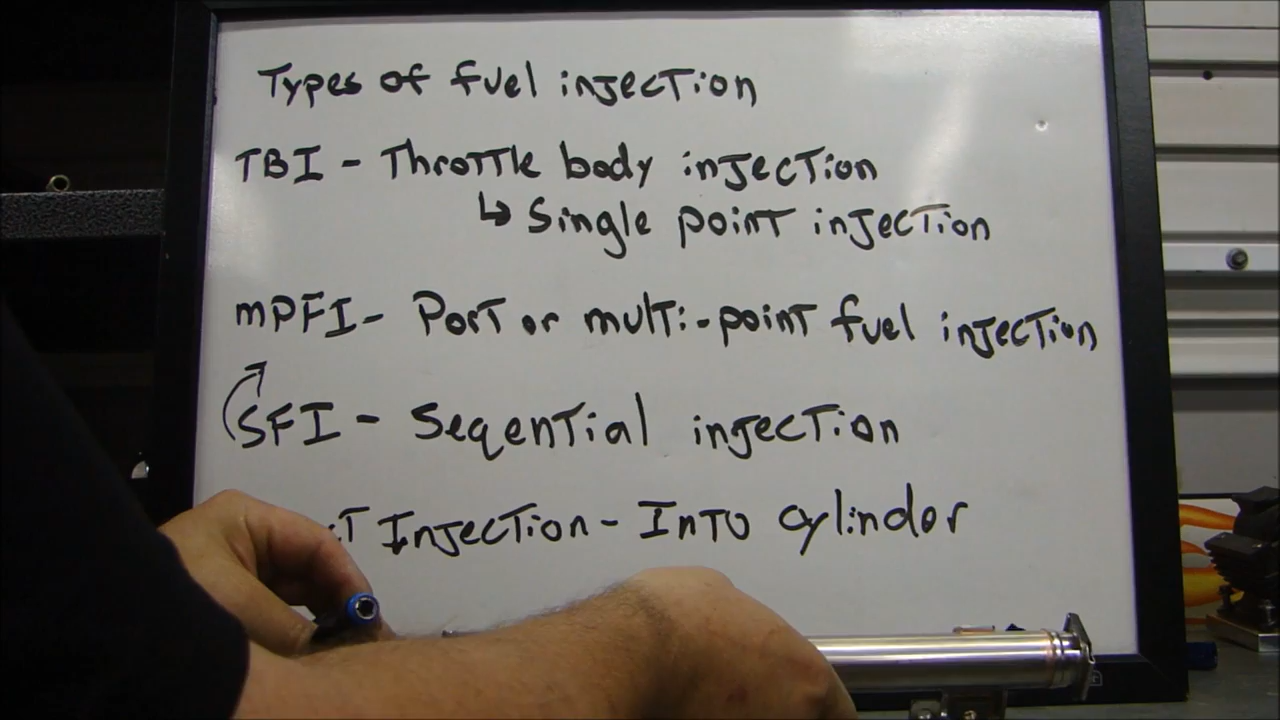 Types of fuel injection
TBI - Throttle body injection
↳ Single point injection
MPFI - Port or multi-point fuel injection
SFI - Seqential injection
Injection - Into cylinder